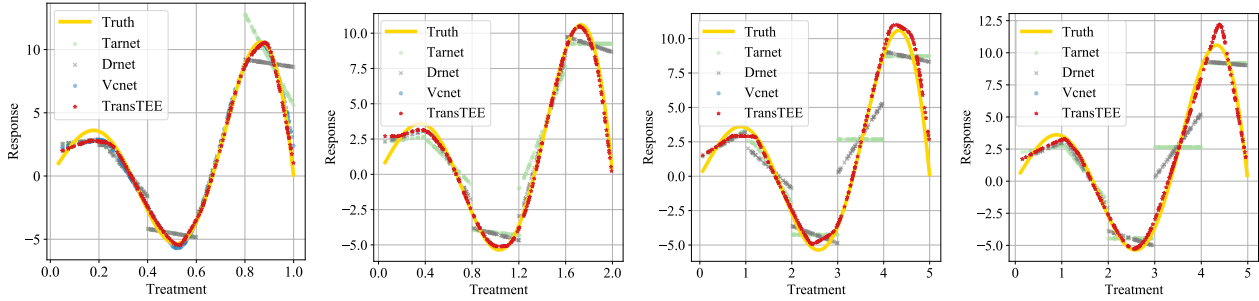 Truth
Tarnet
Drnet
Vcnet
TransTEE
Response
10
5
0
−5
0.0
0.2
0.4
0.6
0.8
1.0
Treatment
Truth
Tarnet
Drnet
Vcnet
TransTEE
Response
10.0
7.5
5.0
2.5
0.0
−2.5
−5.0
0.0
0.4
0.8
1.2
1.6
2.0
Treatment
Truth
Tarnet
Drnet
Vcnet
TransTEE
Response
10.0
7.5
5.0
2.5
0.0
−2.5
−5.0
0
1
2
3
4
5
Treatment
Truth
Tarnet
Drnet
Vcnet
TransTEE
Response
12.5
10.0
7.5
5.0
2.5
0.0
−2.5
−5.0
0
1
2
3
4
5
Treatment